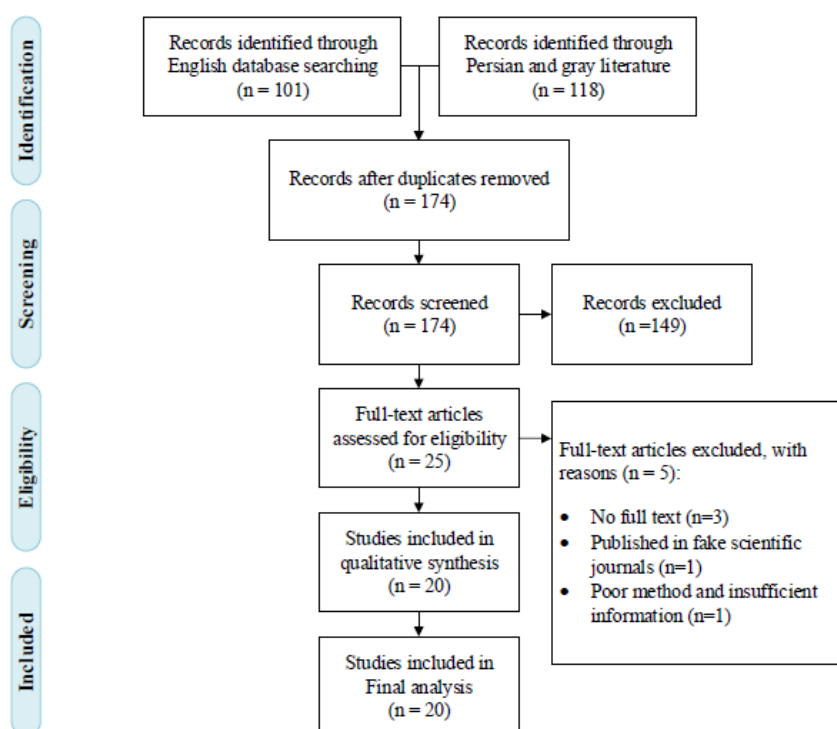 Identification
Records identified through
English database searching
(n = 101)
Records identified through
Persian and gray literature
(n = 118)
Records after duplicates removed
(n = 174)
Screening
Records screened
(n = 174)
Records excluded
(n =149)
Eligibility
Full-text articles
assessed for eligibility
(n = 25)
Full-text articles excluded, with
reasons (n = 5):
• No full text (n=3)
• Published in fake scientific
journals (n=1)
• Poor method and insufficient
information (n=1)
Studies included in
qualitative synthesis
(n = 20)
Included
Studies included in
Final analysis
(n = 20)